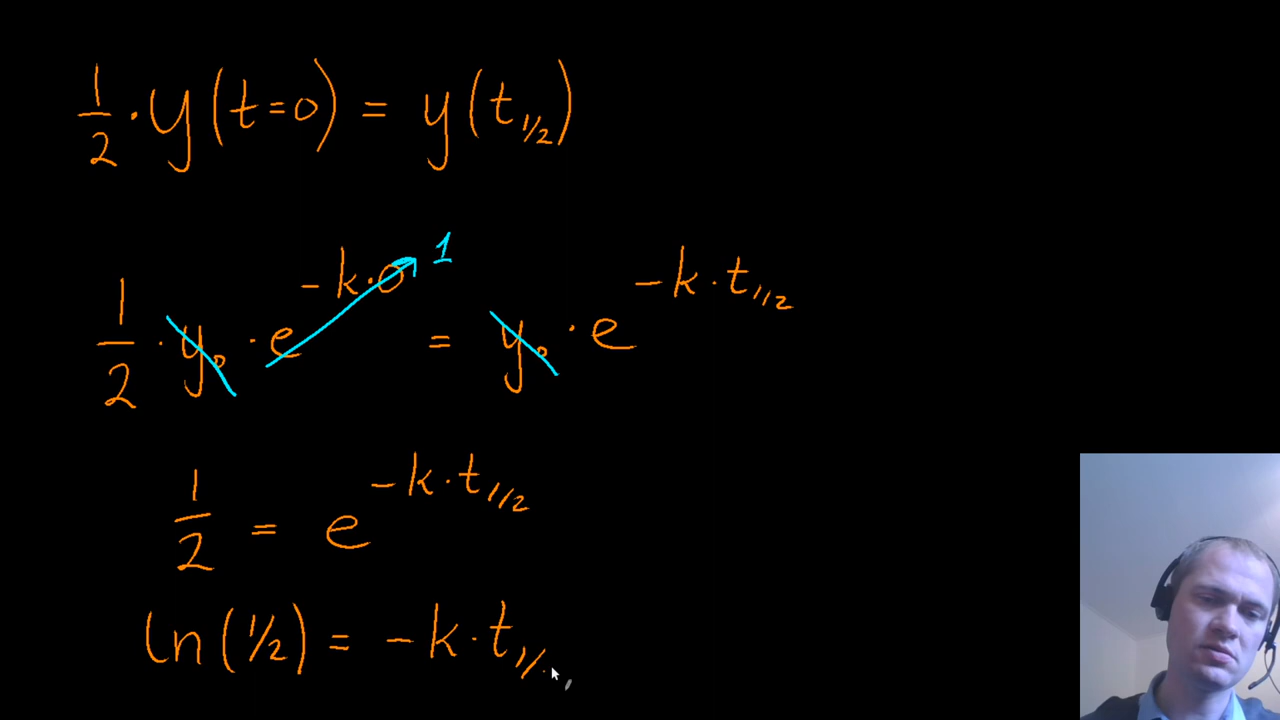 1/2 · y(t=0) = y(t1/2)
1/2 · y0 · e^-k·0 1 = y0 · e^-k·t1/2
1/2 = e^-k·t1/2
ln(1/2) = -k·t1/